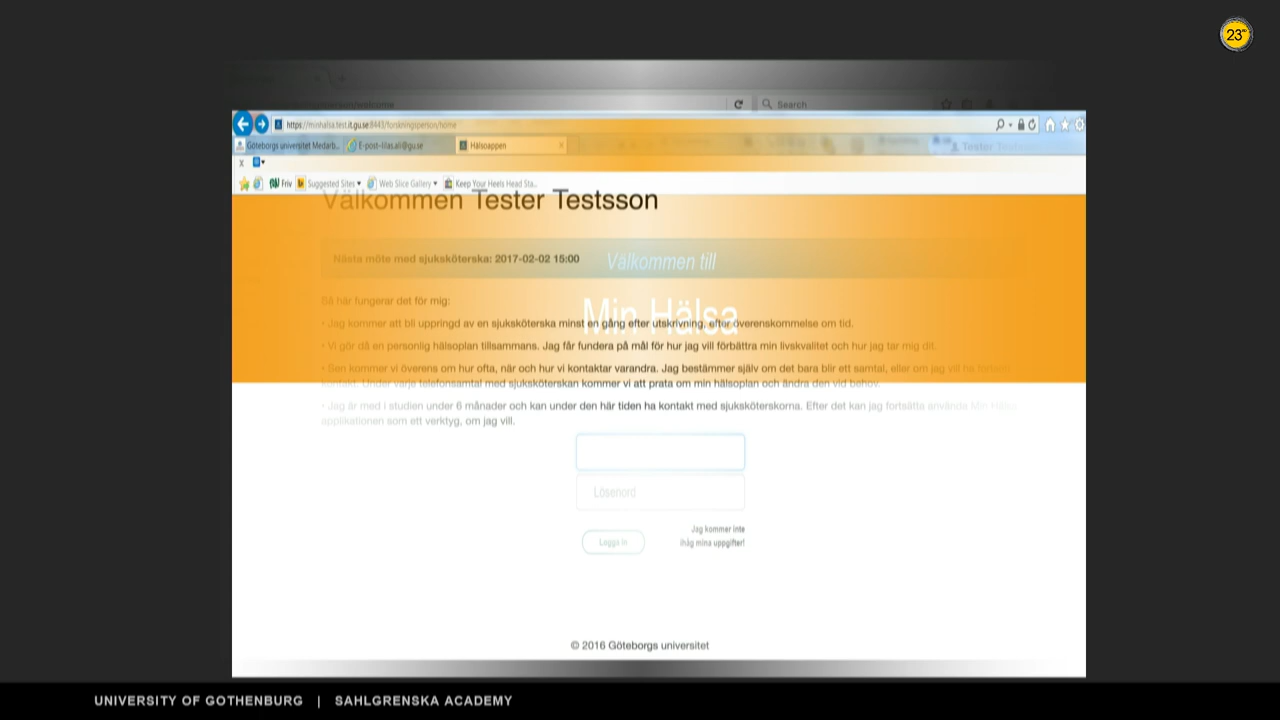 23
Search
https://minhalsa.test.it.gu.se:8443/forskningsperson/home
Göteborgs universitet Medarb...
E-post–lilas.ali@gu.se
Hälsoappen
Tester
x
Friv
Suggested Sites
Web Slice Gallery
Keep Your Heels Head Sta...
Välkommen Tester Testsson
Nästa möte med sjuksköterska: 2017-02-02 15:00
Välkommen till
Så här fungerar det för mig:
Min Hälsa
• Jag kommer att bli uppringd av en sjuksköterska minst en gång efter utskrivning, efter överenskommelse om tid.
• Vi gör då en personlig hälsoplan tillsammans. Jag får fundera på mål för hur jag vill förbättra min livskvalitet och hur jag tar mig dit.
• Sen kommer vi överens om hur ofta, när och hur vi kontaktar varandra. Jag bestämmer själv om det bara blir ett samtal, eller om jag vill ha fortsatt
kontakt. Under varje telefonsamtal med sjuksköterskan kommer vi att prata om min hälsoplan och ändra den vid behov.
• Jag är med i studien under 6 månader och kan under den här tiden ha kontakt med sjuksköterskorna. Efter det kan jag fortsätta använda Min Hälsa
applikationen som ett verktyg, om jag vill.
Lösenord
Jag kommer inte
ihåg mina uppgifter!
Logga in
© 2016 Göteborgs universitet
UNIVERSITY OF GOTHENBURG | SAHLGRENSKA ACADEMY